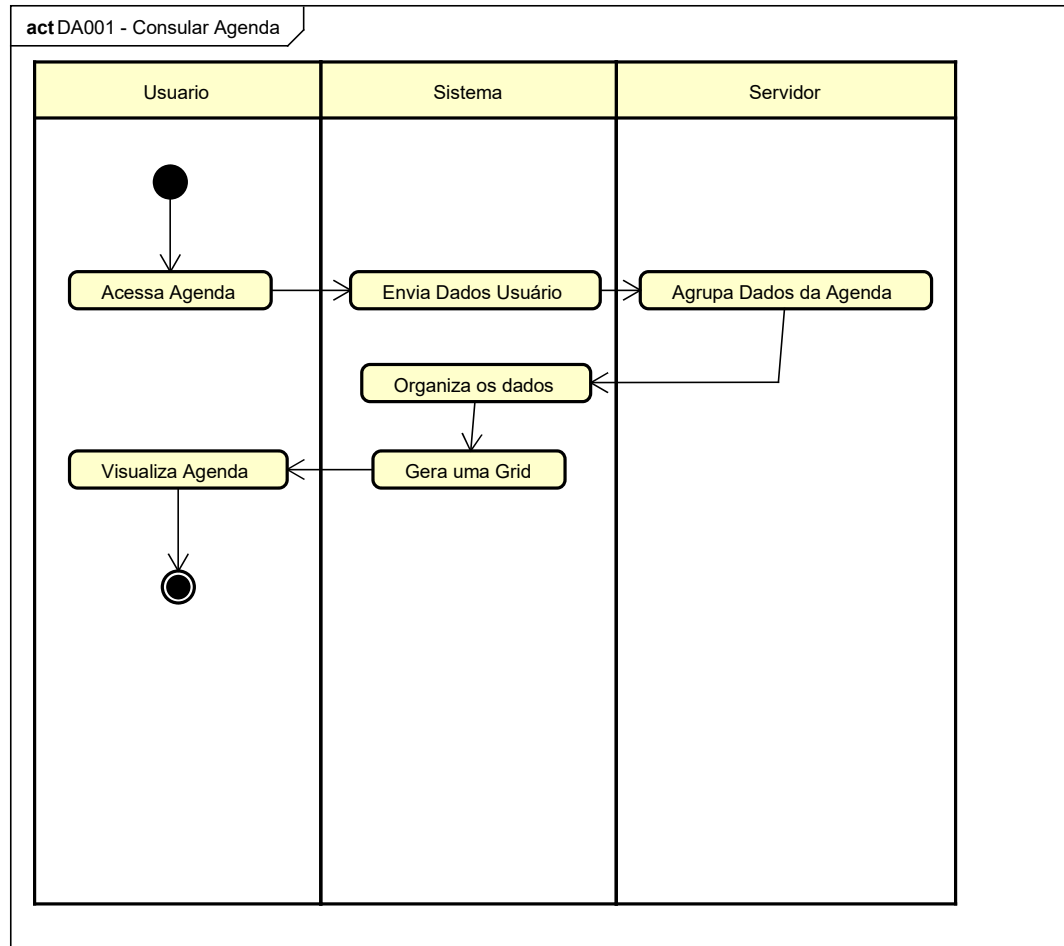 act DA001 - Consular Agenda
Usuario
Sistema
Servidor
Acessa Agenda
Envia Dados Usuário
Agrupa Dados da Agenda
Organiza os dados
Visualiza Agenda
Gera uma Grid